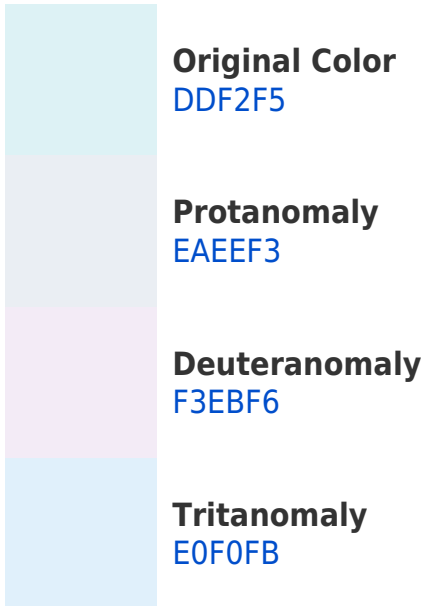 Original Color
DDF2F5
Protanomaly
EAEEF3
Deuteranomaly
F3EBF6
Tritanomaly
E0F0FB